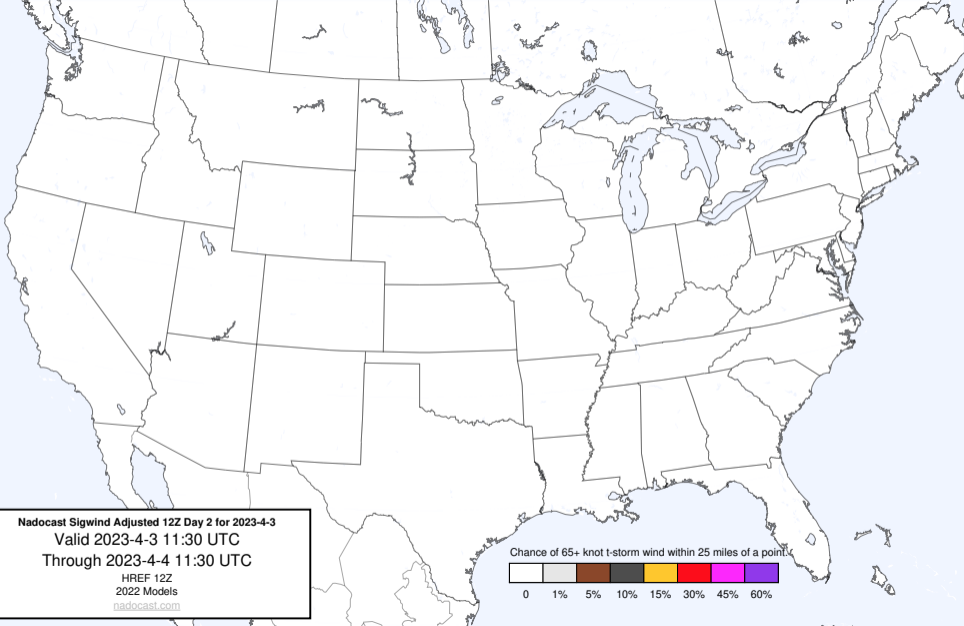 Nadocast Sigwind Adjusted 12Z Day 2 for 2023-4-3
Valid 2023-4-3 11:30 UTC
Through 2023-4-4 11:30 UTC
HREF 12Z
2022 Models
nadocast.com
Chance of 65+ knot t-storm wind within 25 miles of a point.
0 1% 5% 10% 15% 30% 45% 60%